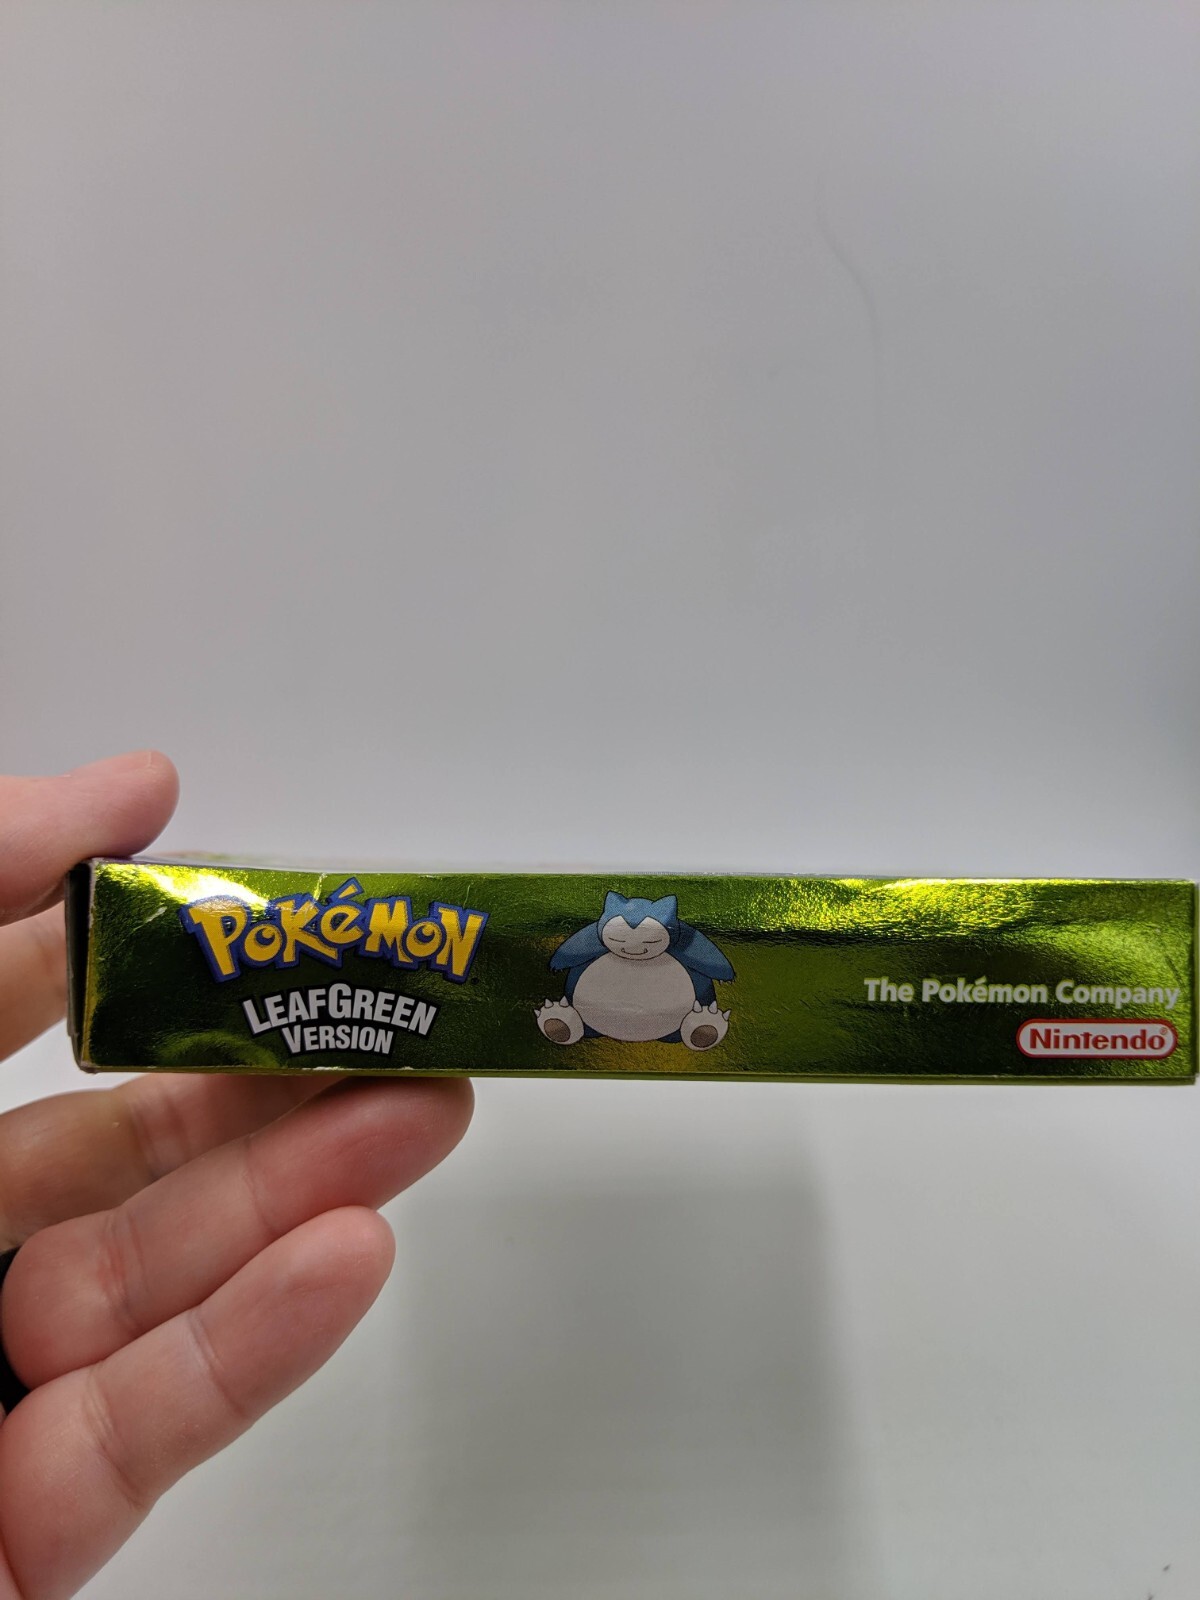 POKéMON
LEAFGREEN
VERSION
The Pokémon Company
Nintendo®